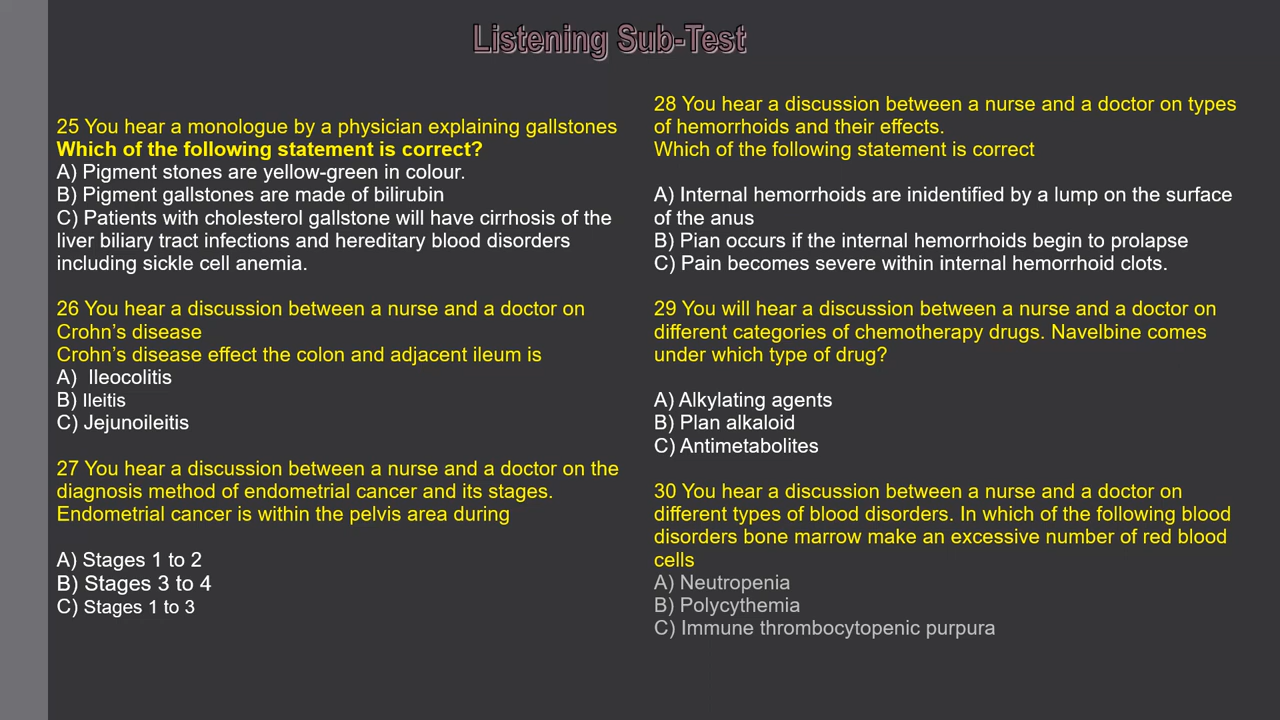 Listening Sub-Test
25 You hear a monologue by a physician explaining gallstones
Which of the following statement is correct?
A) Pigment stones are yellow-green in colour.
B) Pigment gallstones are made of bilirubin
C) Patients with cholesterol gallstone will have cirrhosis of the
liver biliary tract infections and hereditary blood disorders
including sickle cell anemia.
26 You hear a discussion between a nurse and a doctor on
Crohn's disease
Crohn's disease effect the colon and adjacent ileum is
A) Ileocolitis
B) Ileitis
C) Jejunoileitis
27 You hear a discussion between a nurse and a doctor on the
diagnosis method of endometrial cancer and its stages.
Endometrial cancer is within the pelvis area during
A) Stages 1 to 2
B) Stages 3 to 4
C) Stages 1 to 3
28 You hear a discussion between a nurse and a doctor on types
of hemorrhoids and their effects.
Which of the following statement is correct
A) Internal hemorrhoids are inidentified by a lump on the surface
of the anus
B) Pian occurs if the internal hemorrhoids begin to prolapse
C) Pain becomes severe within internal hemorrhoid clots.
29 You will hear a discussion between a nurse and a doctor on
different categories of chemotherapy drugs. Navelbine comes
under which type of drug?
A) Alkylating agents
B) Plan alkaloid
C) Antimetabolites
30 You hear a discussion between a nurse and a doctor on
different types of blood disorders. In which of the following blood
disorders bone marrow make an excessive number of red blood
cells
A) Neutropenia
B) Polycythemia
C) Immune thrombocytopenic purpura